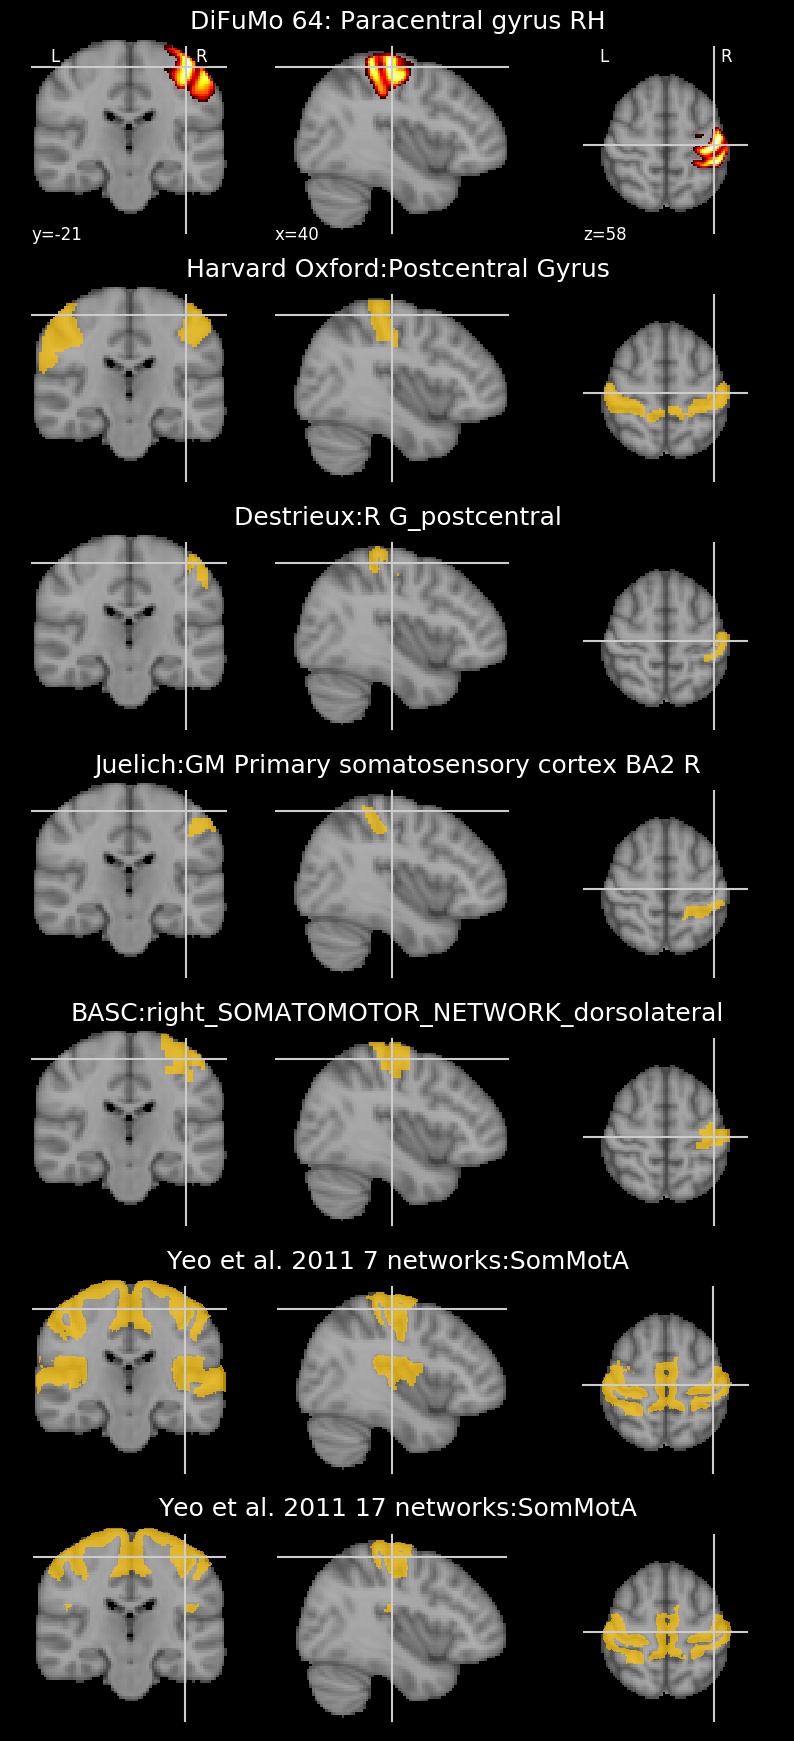 DiFuMo 64: Paracentral gyrus RH
L R L R
y=-21 x=40 z=58
Harvard Oxford:Postcentral Gyrus
Destrieux:R G_postcentral
Juelich:GM Primary somatosensory cortex BA2 R
BASC:right_SOMATOMOTOR_NETWORK_dorsolateral
Yeo et al. 2011 7 networks:SomMotA
Yeo et al. 2011 17 networks:SomMotA